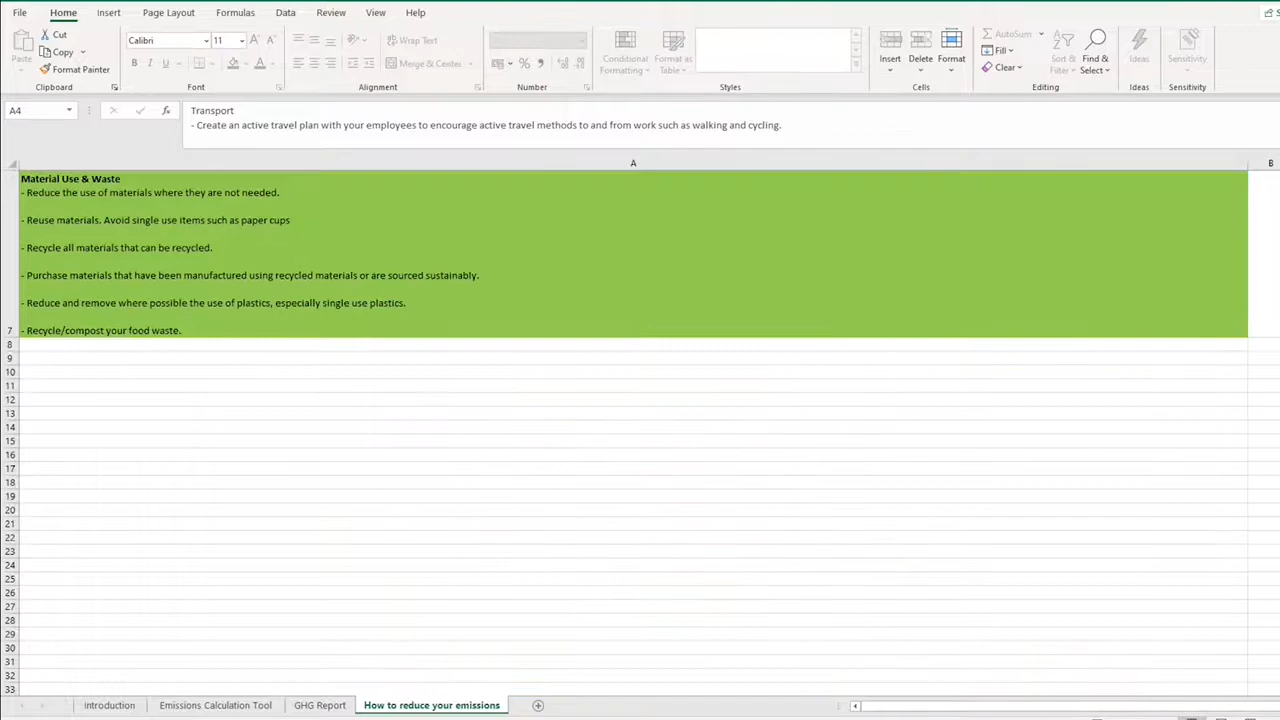 File Home Insert Page Layout Formulas Data Review View Help
Cut
Copy
Format Painter
Paste
Clipboard
Calibri 11
B I U
Font
Wrap Text
Merge & Center
Alignment
Number
Conditional Formatting
Format as Table
Styles
Insert Delete Format
Cells
AutoSum
Fill
Clear
Sort & Filter
Find & Select
Editing
Ideas
Ideas
Sensitivity
Sensitivity
A4
fx
Transport
- Create an active travel plan with your employees to encourage active travel methods to and from work such as walking and cycling.
A B
Material Use & Waste
- Reduce the use of materials where they are not needed.
- Reuse materials. Avoid single use items such as paper cups
- Recycle all materials that can be recycled.
- Purchase materials that have been manufactured using recycled materials or are sourced sustainably.
- Reduce and remove where possible the use of plastics, especially single use plastics.
7 - Recycle/compost your food waste.
8
9
10
11
12
13
14
15
16
17
18
19
20
21
22
23
24
25
26
27
28
29
30
31
32
33
Introduction Emissions Calculation Tool GHG Report How to reduce your emissions